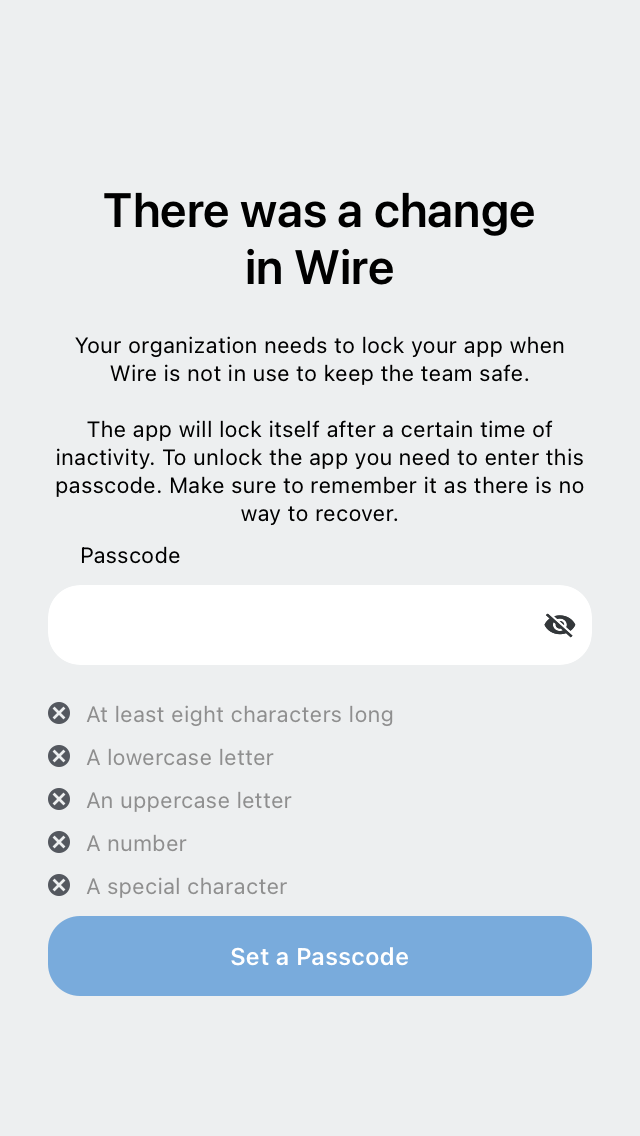 There was a change
in Wire
Your organization needs to lock your app when
Wire is not in use to keep the team safe.
The app will lock itself after a certain time of
inactivity. To unlock the app you need to enter this
passcode. Make sure to remember it as there is no
way to recover.
Passcode
At least eight characters long
A lowercase letter
An uppercase letter
A number
A special character
Set a Passcode